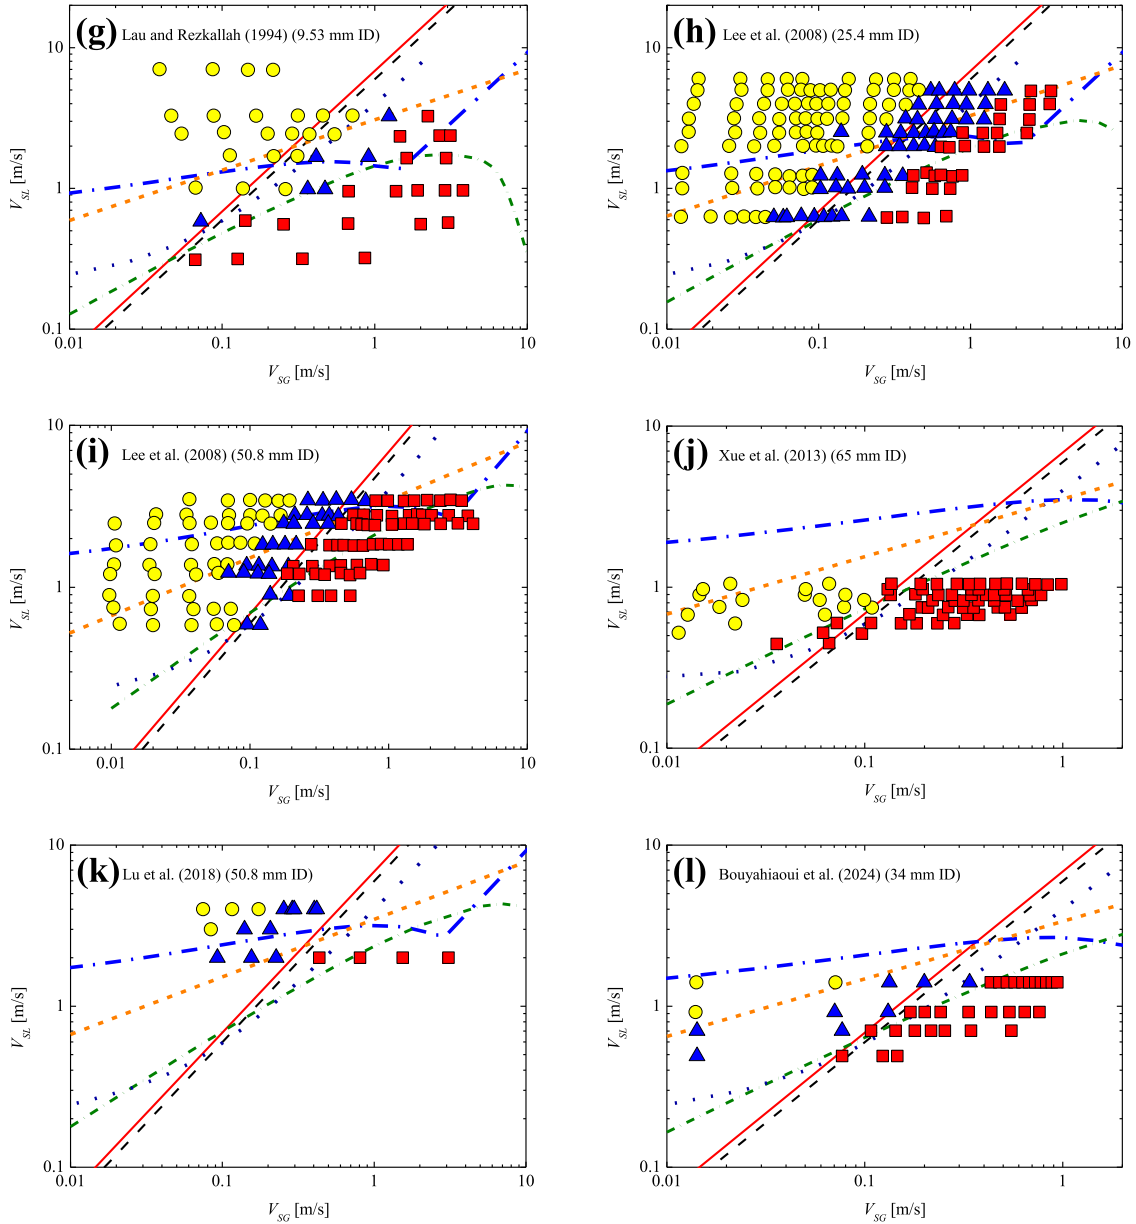 (g) Lau and Rezkallah (1994) (9.53 mm ID)
10
1
0.1
V_SL [m/s]
0.01 0.1 1 10
V_SG [m/s]
(h) Lee et al. (2008) (25.4 mm ID)
10
1
0.1
V_SL [m/s]
0.01 0.1 1 10
V_SG [m/s]
(i) Lee et al. (2008) (50.8 mm ID)
10
1
0.1
V_SL [m/s]
0.01 0.1 1 10
V_SG [m/s]
(j) Xue et al. (2013) (65 mm ID)
10
1
0.1
V_SL [m/s]
0.01 0.1 1
V_SG [m/s]
(k) Lu et al. (2018) (50.8 mm ID)
10
1
0.1
V_SL [m/s]
0.01 0.1 1 10
V_SG [m/s]
(l) Bouyahiaoui et al. (2024) (34 mm ID)
10
1
0.1
V_SL [m/s]
0.01 0.1 1
V_SG [m/s]